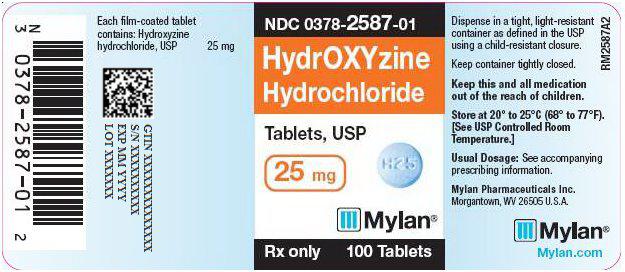 N
3 0378-2587-01 2
Each film-coated tablet
contains: Hydroxyzine
hydrochloride, USP 25 mg
GTIN XXXXXXXXXXXXXX
S/N XXXXXXXXXX
EXP MM YYYY
LOT XXXXXX
NDC 0378-2587-01
HydrOXYzine
Hydrochloride
Tablets, USP
25 mg
H25
Mylan®
Rx only 100 Tablets
Dispense in a tight, light-resistant
container as defined in the USP
using a child-resistant closure.
Keep container tightly closed.
Keep this and all medication
out of the reach of children.
Store at 20° to 25°C (68° to 77°F).
[See USP Controlled Room
Temperature.]
Usual Dosage: See accompanying
prescribing information.
Mylan Pharmaceuticals Inc.
Morgantown, WV 26505 U.S.A.
Mylan®
Mylan.com
RM2587A2